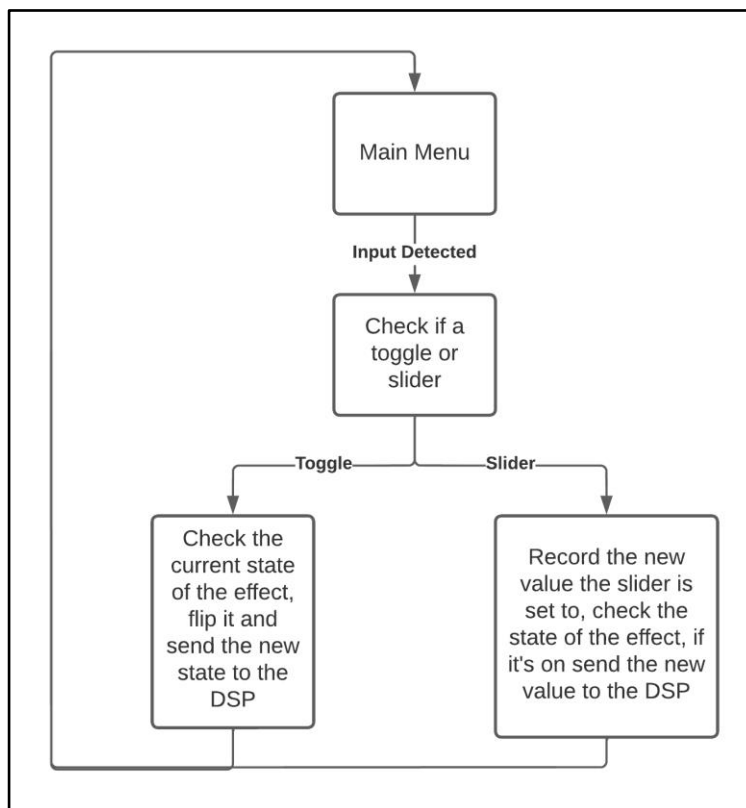 Main Menu
Input Detected
Check if a
toggle or
slider
Toggle
Slider
Check the
current state
of the effect,
flip it and
send the new
state to the
DSP
Record the new
value the slider is
set to, check the
state of the effect, if
it's on send the new
value to the DSP